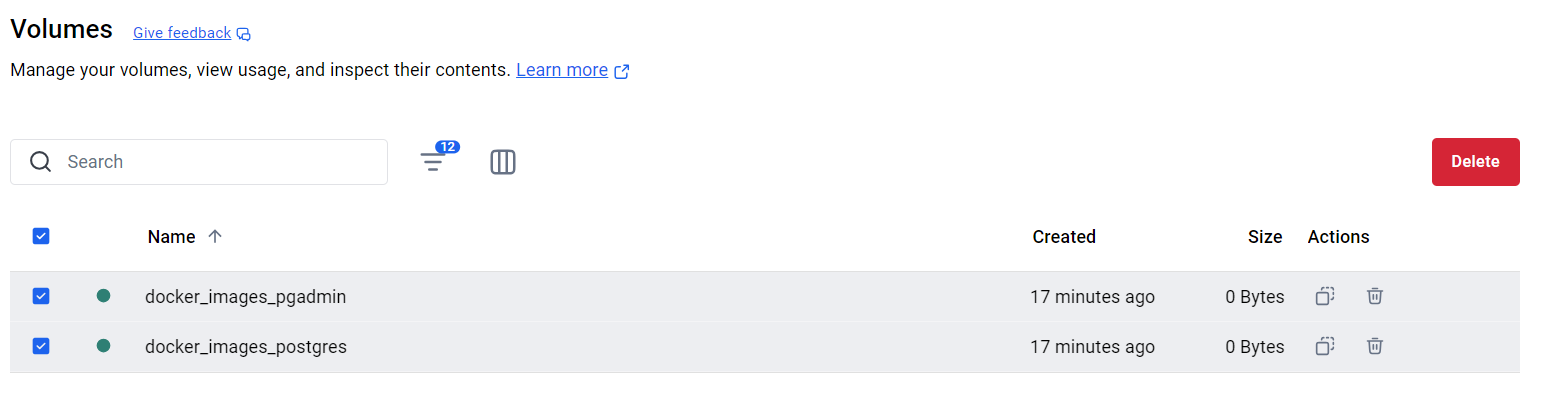 Volumes Give feedback
Manage your volumes, view usage, and inspect their contents. Learn more
Search 12 Delete
Name Created Size Actions
docker_images_pgadmin 17 minutes ago 0 Bytes
docker_images_postgres 17 minutes ago 0 Bytes